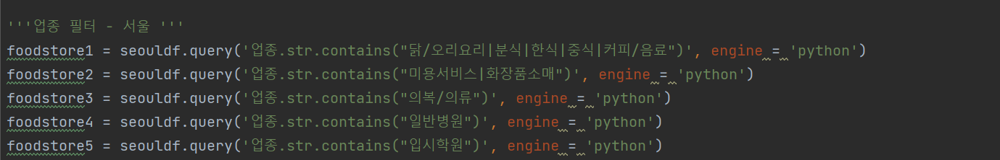 '''업종 필터 - 서울 '''
foodstore1 = seouldf.query('업종.str.contains("닭/오리요리|분식|한식|중식|커피/음료")', engine = 'python')
foodstore2 = seouldf.query('업종.str.contains("미용서비스|화장품소매")', engine = 'python')
foodstore3 = seouldf.query('업종.str.contains("의복/의류")', engine = 'python')
foodstore4 = seouldf.query('업종.str.contains("일반병원")', engine = 'python')
foodstore5 = seouldf.query('업종.str.contains("입시학원")', engine = 'python')